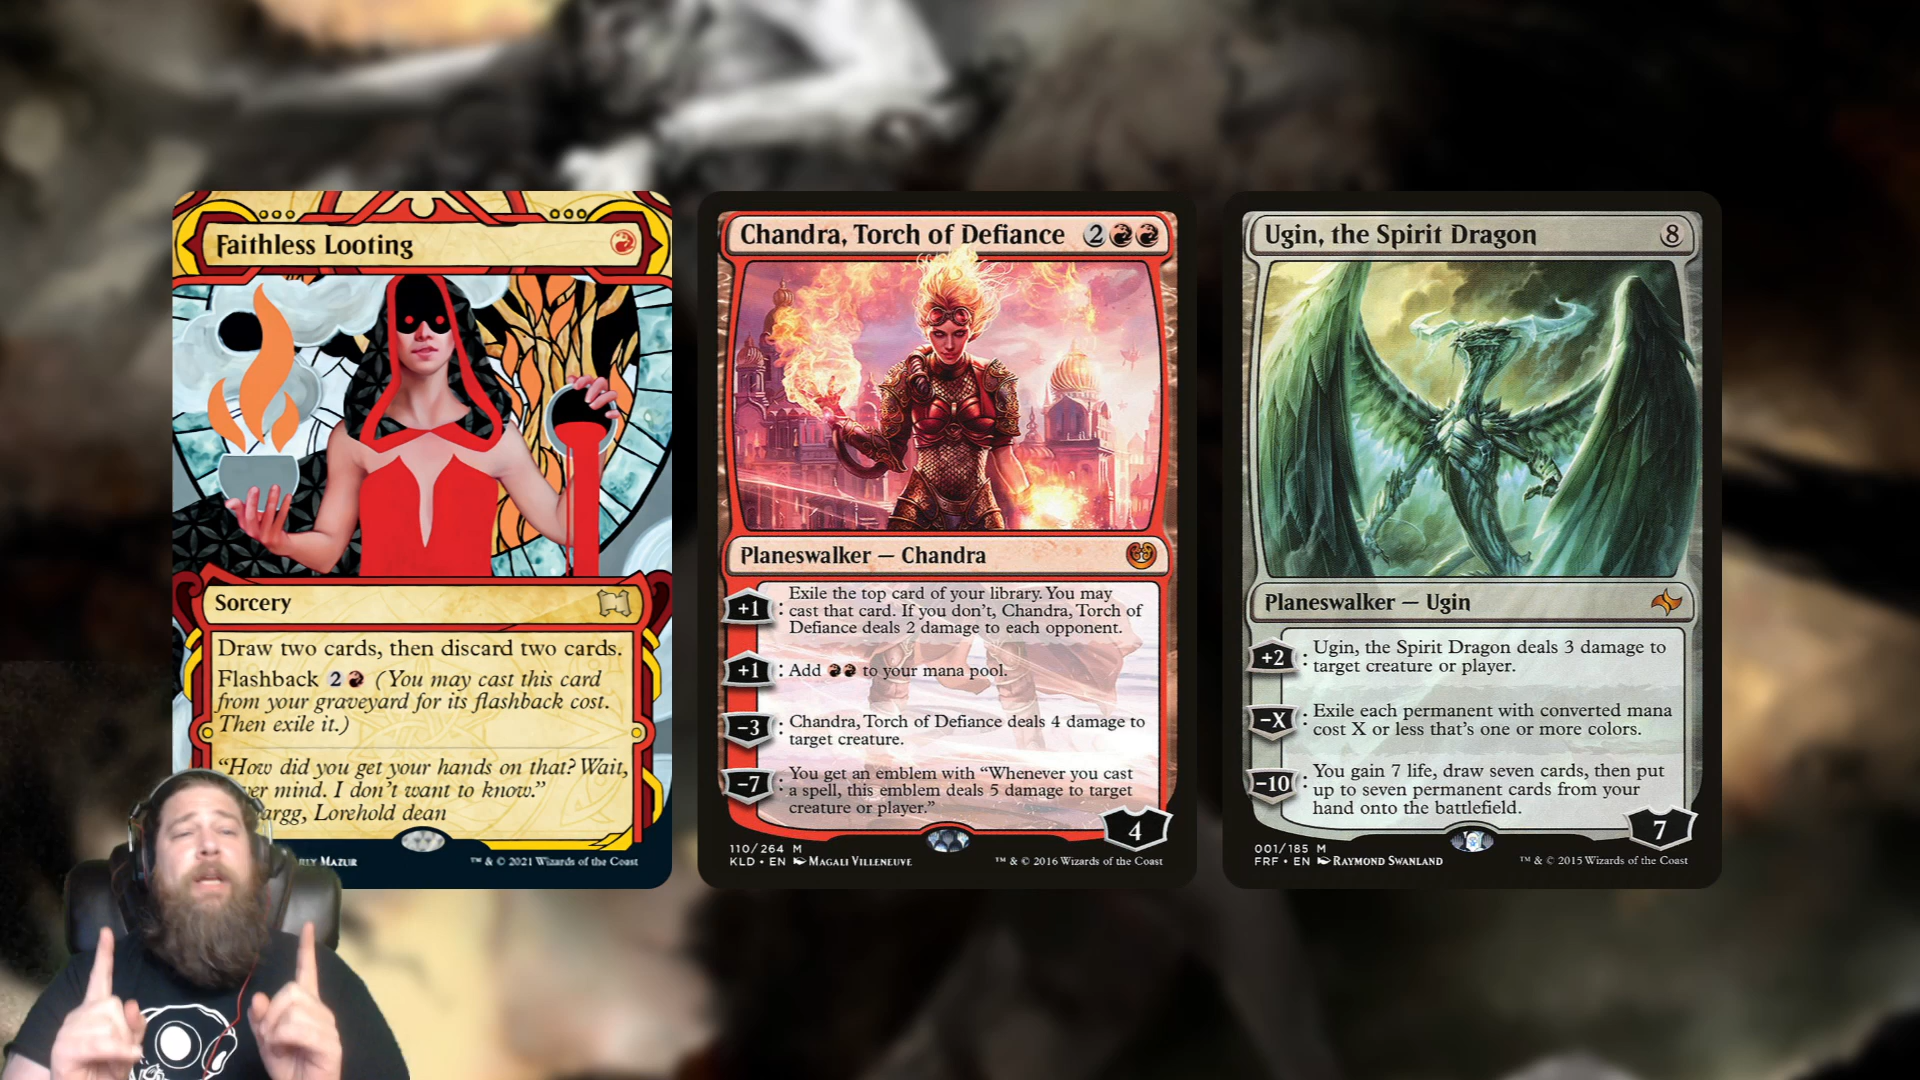 Faithless Looting
Sorcery
Draw two cards, then discard two cards.
Flashback 2 (You may cast this card
from your graveyard for its flashback cost.
Then exile it.)
"How did you get your hands on that? Wait,
mind. I don't want to know."
Lorehold dean
Mazur
™ & © 2021 Wizards of the Coast
Chandra, Torch of Defiance 2
Planeswalker — Chandra
+1 : Exile the top card of your library. You may
cast that card. If you don't, Chandra, Torch of
Defiance deals 2 damage to each opponent.
+1 : Add to your mana pool.
−3 : Chandra, Torch of Defiance deals 4 damage to
target creature.
−7 : You get an emblem with "Whenever you cast
a spell, this emblem deals 5 damage to target
creature or player."
4
110/264 M
KLD • EN Magali Villeneuve
™ & © 2016 Wizards of the Coast
Ugin, the Spirit Dragon 8
Planeswalker — Ugin
+2 : Ugin, the Spirit Dragon deals 3 damage to
target creature or player.
−X : Exile each permanent with converted mana
cost X or less that's one or more colors.
−10 : You gain 7 life, draw seven cards, then put
up to seven permanent cards from your
hand onto the battlefield.
7
001/185 M
FRF • EN Raymond Swanland
™ & © 2015 Wizards of the Coast